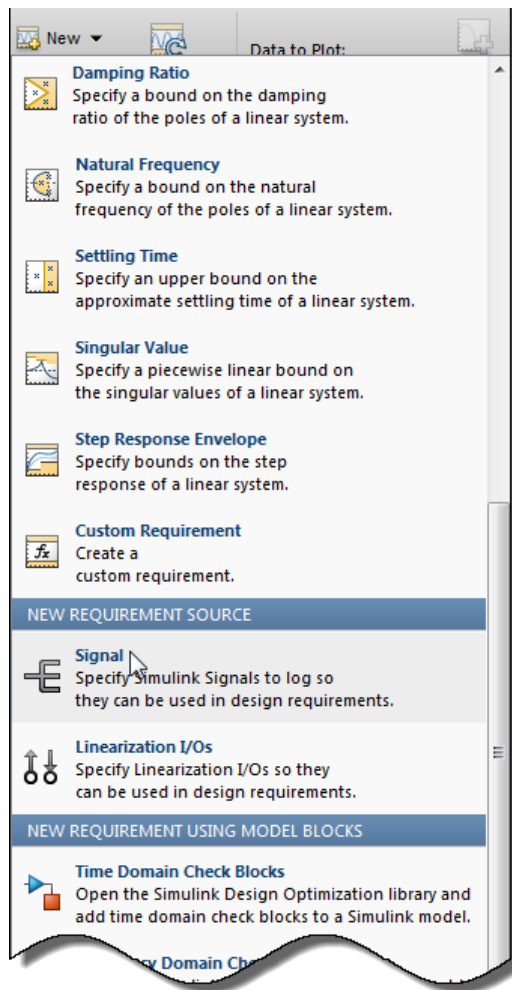 New
Data to Plot:
Damping Ratio
Specify a bound on the damping
ratio of the poles of a linear system.
Natural Frequency
Specify a bound on the natural
frequency of the poles of a linear system.
Settling Time
Specify an upper bound on the
approximate settling time of a linear system.
Singular Value
Specify a piecewise linear bound on
the singular values of a linear system.
Step Response Envelope
Specify bounds on the step
response of a linear system.
fx
Custom Requirement
Create a
custom requirement.
NEW REQUIREMENT SOURCE
Signal
Specify Simulink Signals to log so
they can be used in design requirements.
Linearization I/Os
Specify Linearization I/Os so they
can be used in design requirements.
NEW REQUIREMENT USING MODEL BLOCKS
Time Domain Check Blocks
Open the Simulink Design Optimization library and
add time domain check blocks to a Simulink model.
Domain